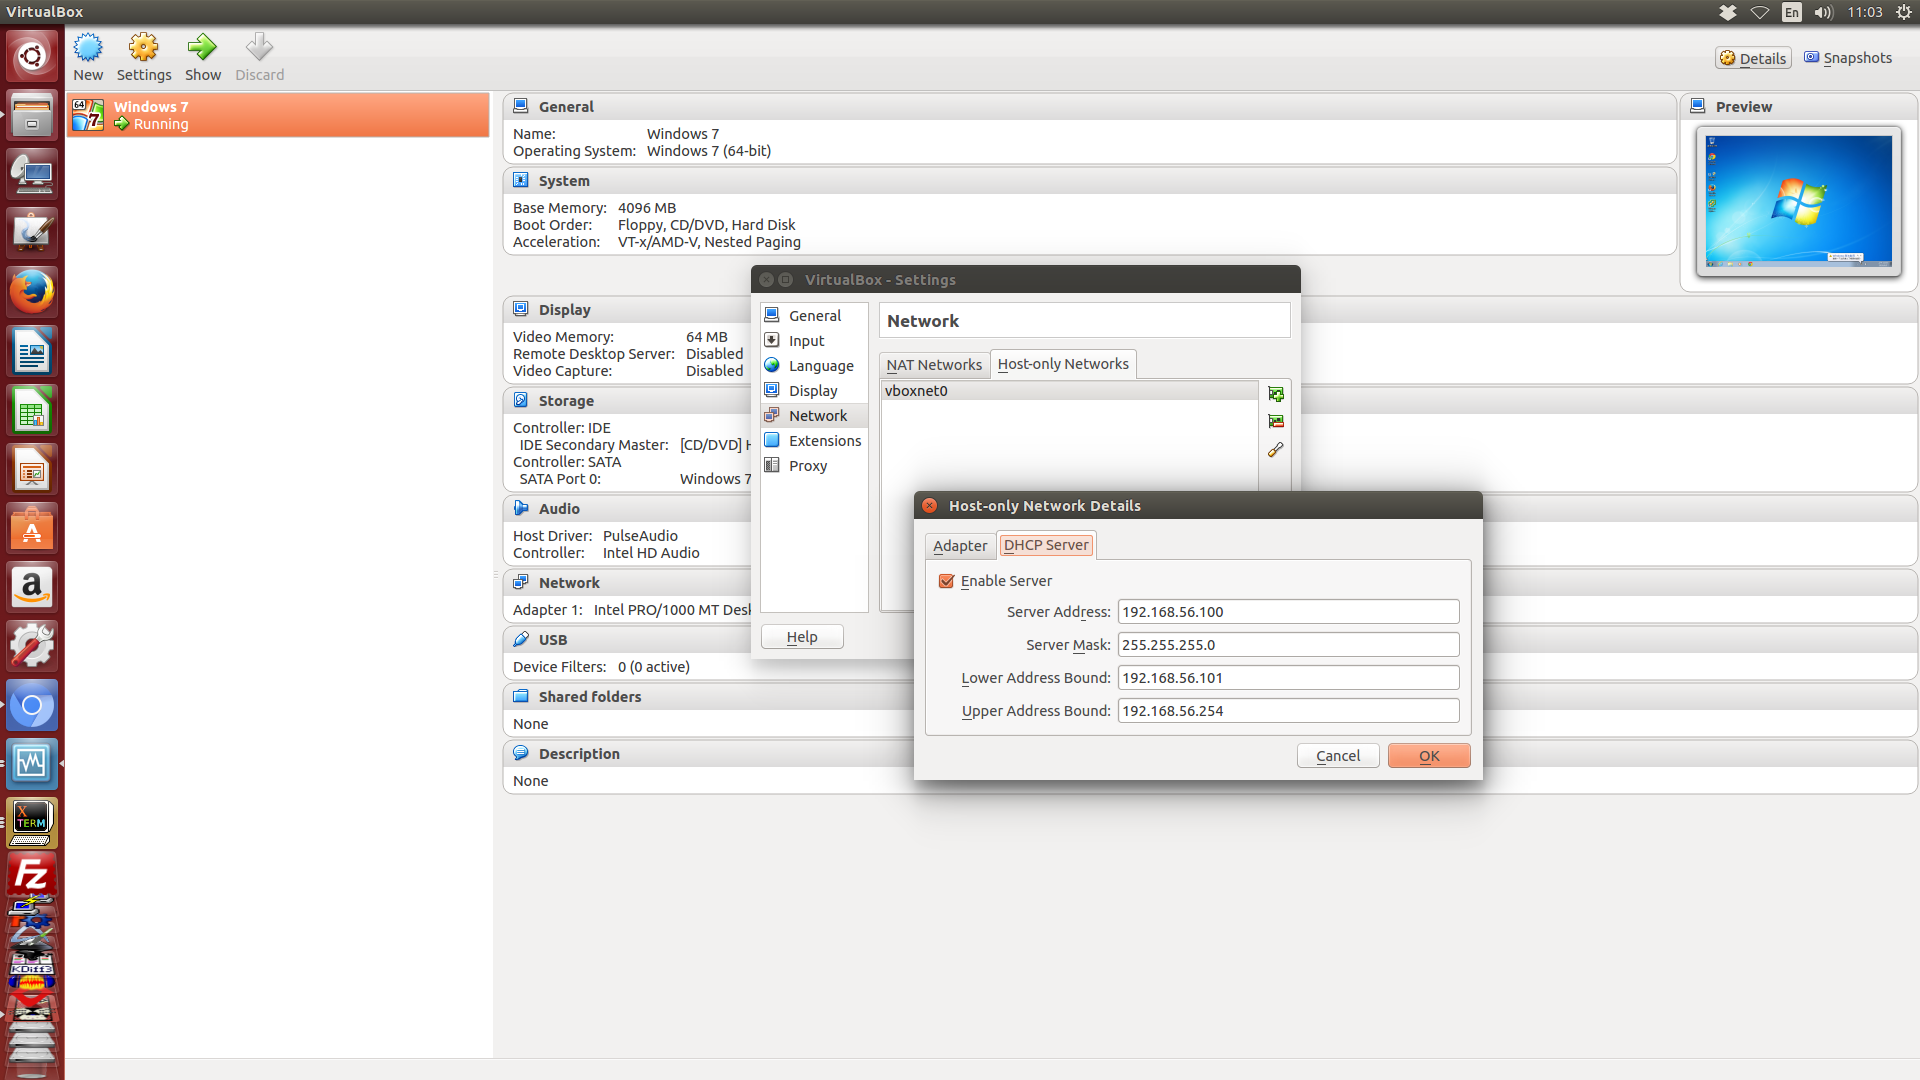 VirtualBox
En
11:03
New
Settings
Show
Discard
Details
Snapshots
64
7
Windows 7
Running
General
Name: Windows 7
Operating System: Windows 7 (64-bit)
System
Base Memory: 4096 MB
Boot Order: Floppy, CD/DVD, Hard Disk
Acceleration: VT-x/AMD-V, Nested Paging
Preview
Display
Video Memory: 64 MB
Remote Desktop Server: Disabled
Video Capture: Disabled
Storage
Controller: IDE
IDE Secondary Master: [CD/DVD]
Controller: SATA
SATA Port 0: Windows 7
Audio
Host Driver: PulseAudio
Controller: Intel HD Audio
Network
Adapter 1: Intel PRO/1000 MT Desk
USB
Device Filters: 0 (0 active)
Shared folders
None
Description
None
VirtualBox - Settings
General
Input
Language
Display
Network
Extensions
Proxy
Help
Network
NAT Networks
Host-only Networks
vboxnet0
Host-only Network Details
Adapter
DHCP Server
Enable Server
Server Address: 192.168.56.100
Server Mask: 255.255.255.0
Lower Address Bound: 192.168.56.101
Upper Address Bound: 192.168.56.254
Cancel
OK
A
a
X
TERM
Fz
KDiff3